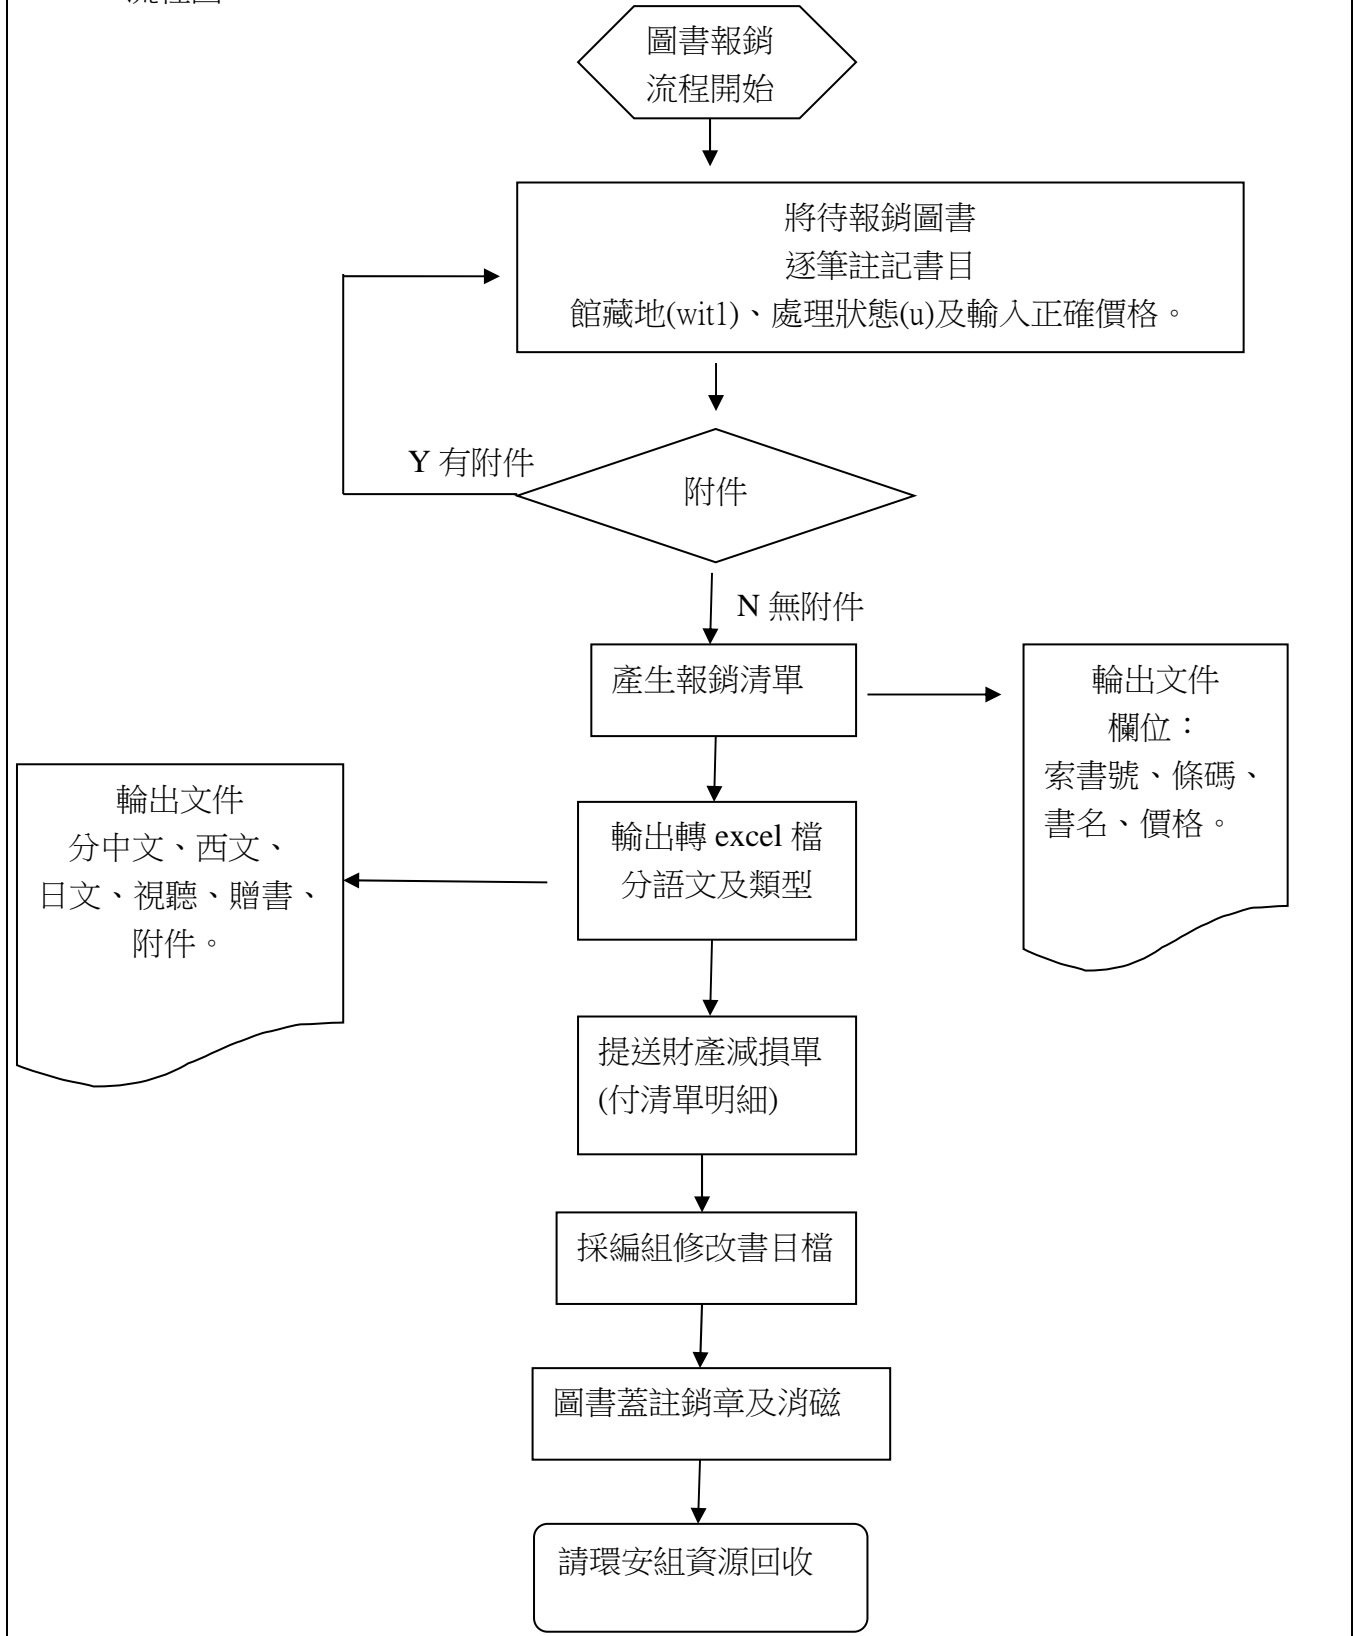 圖書報銷
流程開始
將待報銷圖書
逐筆註記書目
館藏地(wit1)、處理狀態(u)及輸入正確價格。
Y 有附件
附件
N 無附件
產生報銷清單
輸出文件
欄位：
索書號、條碼、
書名、價格。
輸出轉 excel 檔
分語文及類型
輸出文件
分中文、西文、
日文、視聽、贈書、
附件。
提送財產減損單
(付清單明細)
採編組修改書目檔
圖書蓋註銷章及消磁
請環安組資源回收